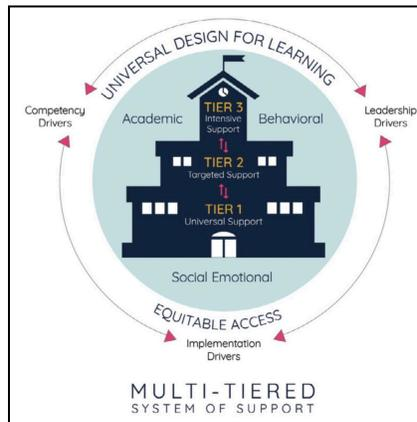 UNIVERSAL DESIGN FOR LEARNING
Competency
Drivers
Leadership
Drivers
Academic
Behavioral
TIER 3
Intensive
Support
TIER 2
Targeted Support
TIER 1
Universal Support
Social Emotional
EQUITABLE ACCESS
Implementation
Drivers
MULTI-TIERED
SYSTEM OF SUPPORT